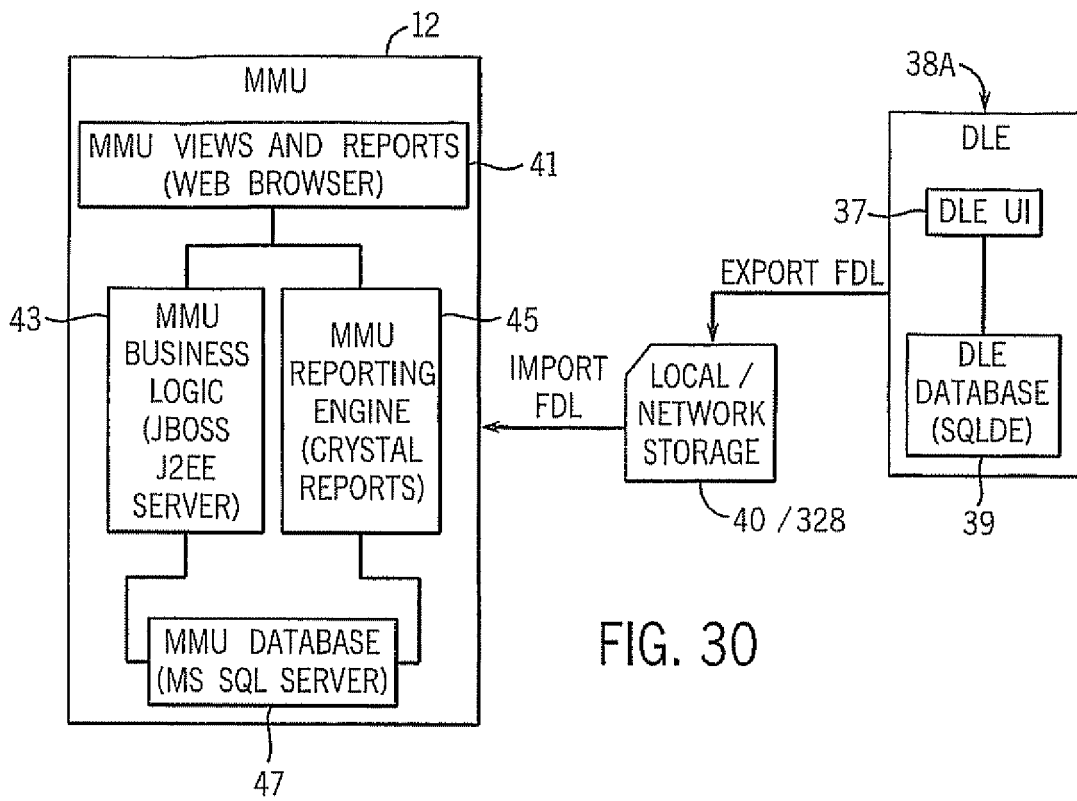 12
MMU
MMU VIEWS AND REPORTS
(WEB BROWSER)
41
43
MMU
BUSINESS
LOGIC
(JBOSS
J2EE
SERVER)
45
MMU
REPORTING
ENGINE
(CRYSTAL
REPORTS)
MMU DATABASE
(MS SQL SERVER)
47
IMPORT
FDL
EXPORT FDL
LOCAL /
NETWORK
STORAGE
40 / 328
38A
DLE
37
DLE UI
DLE
DATABASE
(SQLDE)
39
FIG. 30